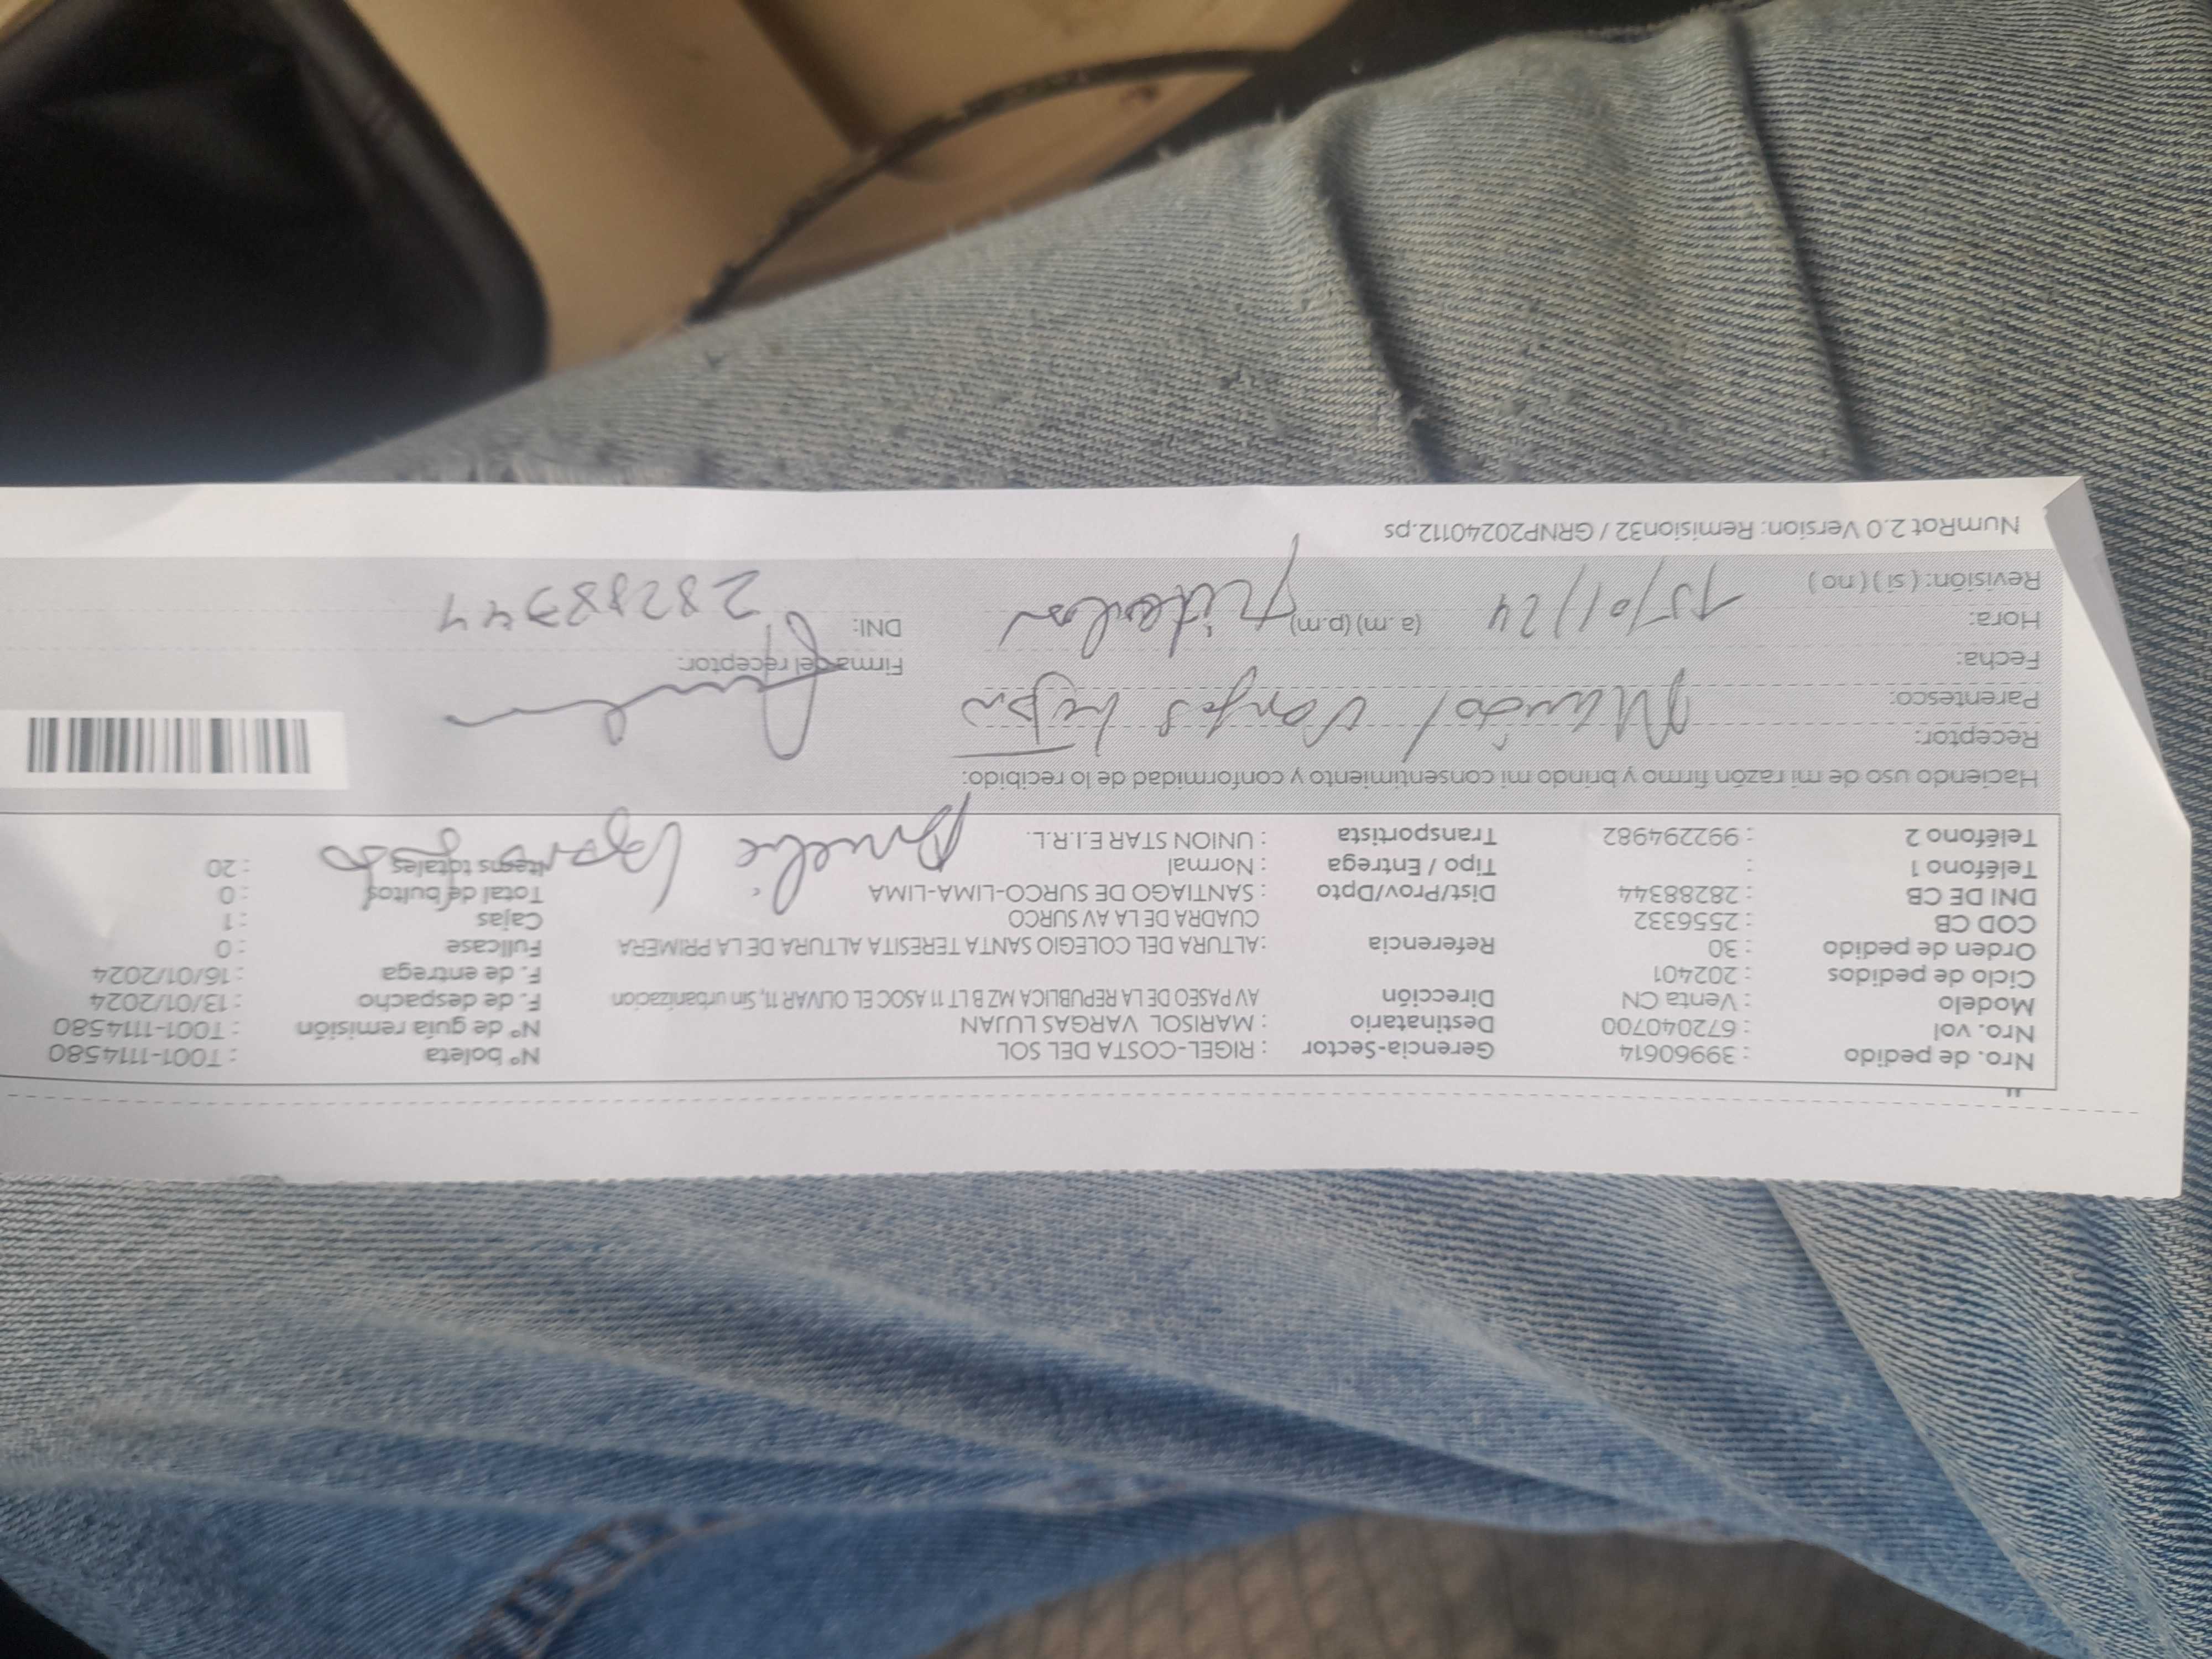 Nro. de pedido : 39960614 Gerencia-Sector : RIGEL-COSTA DEL SOL Nº boleta : T001-1114580
Nro. vol : 672040700 Destinatario : MARISOL VARGAS LUJAN Nº de guía remisión : T001-1114580
Modelo : Venta CN Dirección AV PASEO DE LA REPUBLICA MZ B LT 11 ASOC EL OLIVAR 11, Sin urbanizacion F. de despacho : 13/01/2024
Ciclo de pedidos : 202401 F. de entrega : 16/01/2024
Orden de pedido : 30 Referencia : ALTURA DEL COLEGIO SANTA TERESITA ALTURA DE LA PRIMERA Fullcase : 0
COD CB : 2556332 CUADRA DE LA AV SURCO Cajas : 1
DNI DE CB : 28288344 Dist/Prov/Dpto : SANTIAGO DE SURCO-LIMA-LIMA Total de bultos : 0
Teléfono 1 : Tipo / Entrega : Normal Items totales : 20
Teléfono 2 : 992294982 Transportista : UNION STAR E.I.R.L.
Haciendo uso de mi razón firmo y brindo mi consentimiento y conformidad de lo recibido:
Receptor: Marisol Vargas Luján
Parentesco:
Fecha: Firma del receptor:
Hora: 15/01/24 (a.m) (p.m) titular DNI: 28288344
Revisión: ( si ) ( no )
NumRot 2.0 Version: Remision32 / GRNP20240112.ps